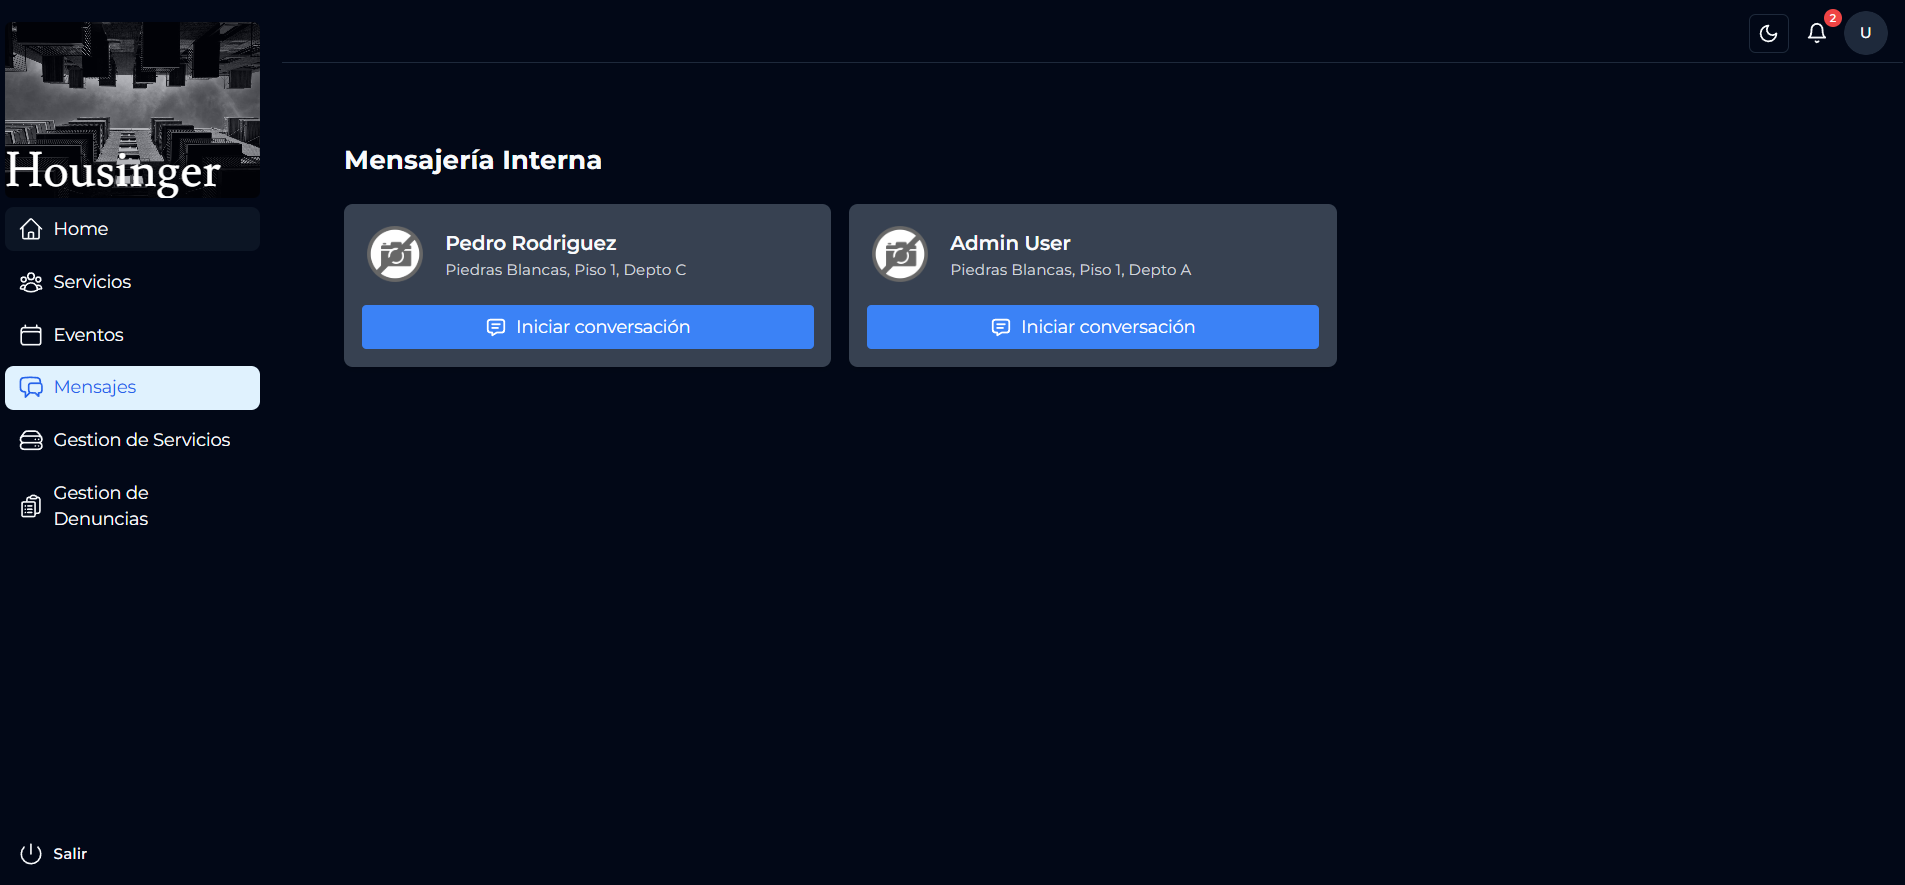 Housinger
Home
Servicios
Eventos
Mensajes
Gestion de Servicios
Gestion de
Denuncias
Salir
2
U
Mensajería Interna
Pedro Rodriguez
Piedras Blancas, Piso 1, Depto C
Iniciar conversación
Admin User
Piedras Blancas, Piso 1, Depto A
Iniciar conversación